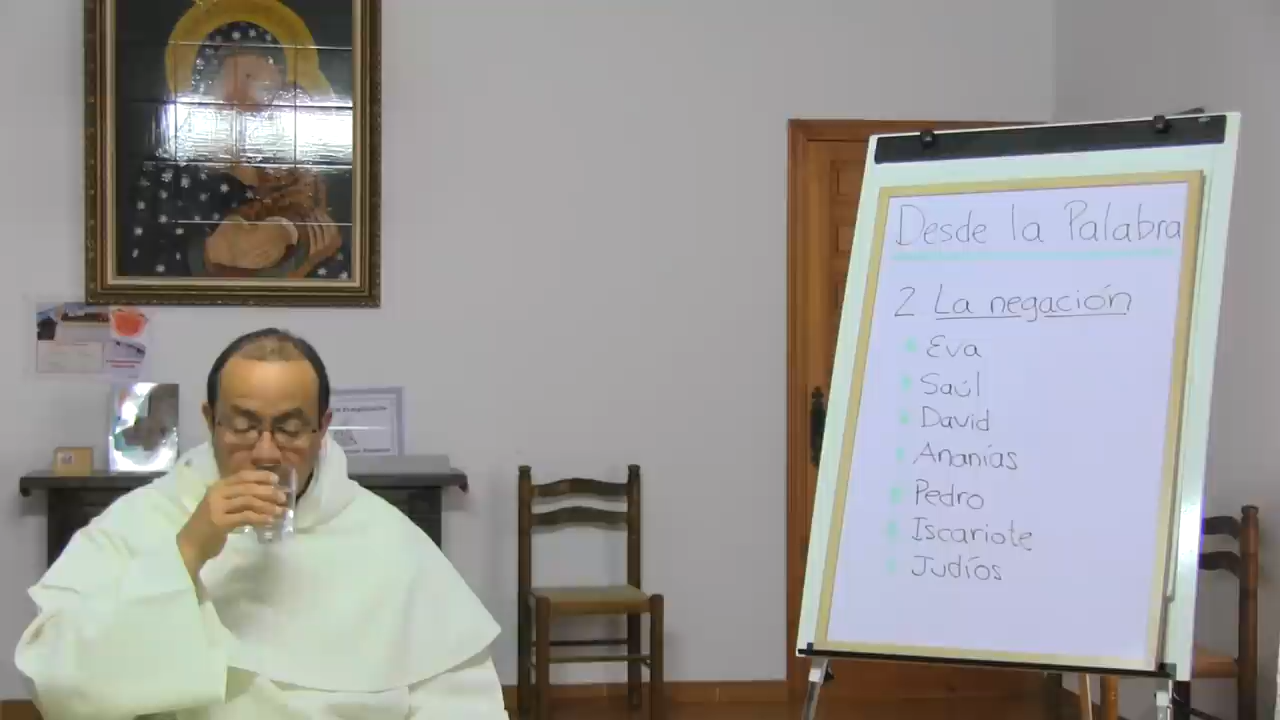 Desde la Palabra
2 La negación
Eva
Saúl
David
Ananías
Pedro
Iscariote
Judíos